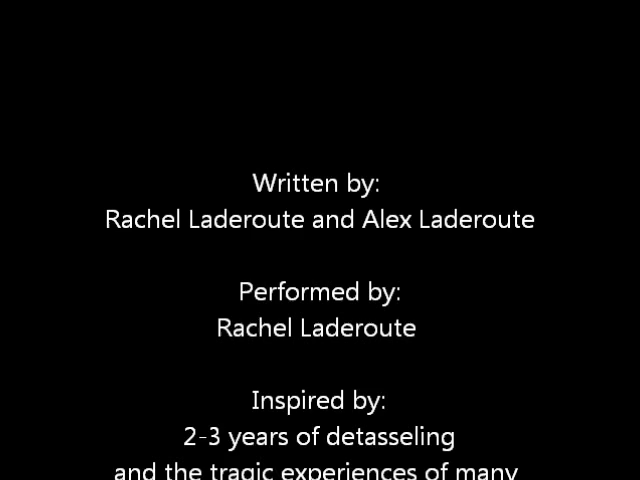 Written by:
Rachel Laderoute and Alex Laderoute
Performed by:
Rachel Laderoute
Inspired by:
2-3 years of detasseling
and the tragic experiences of many